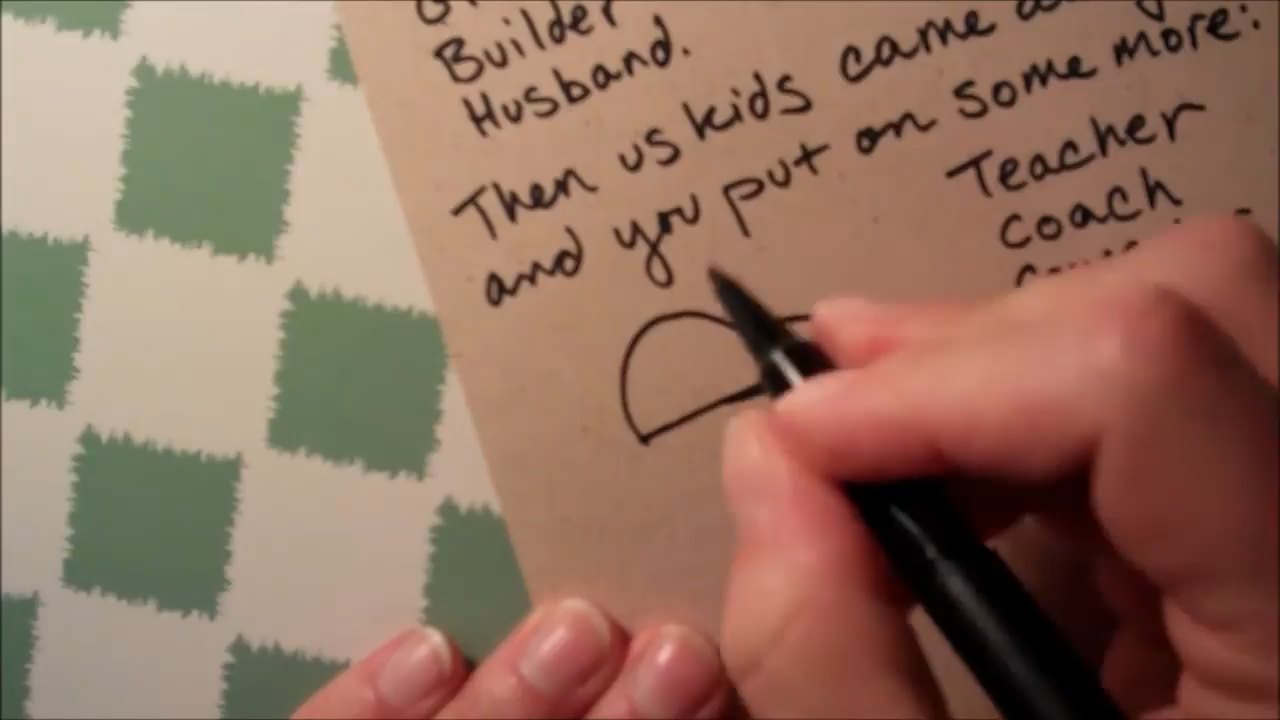 Builder
Husband.
Then us kids came
and you put on some more:
Teacher
Coach